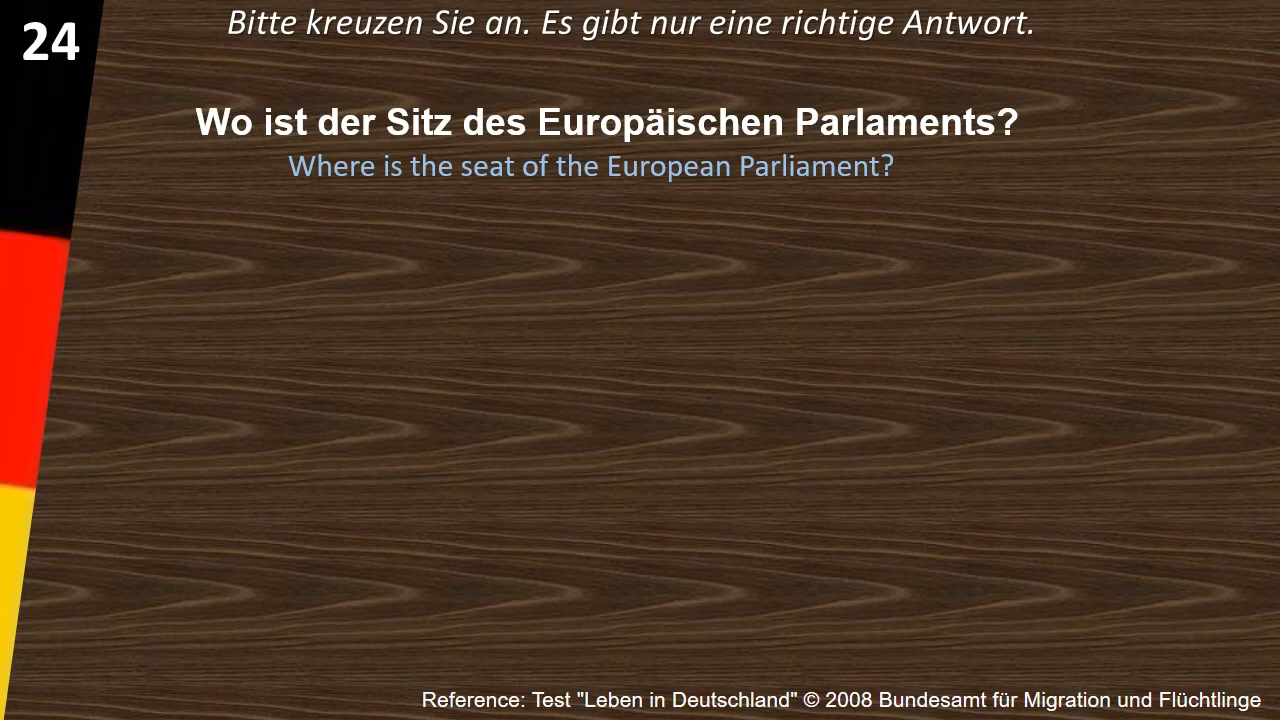 24
Bitte kreuzen Sie an. Es gibt nur eine richtige Antwort.
Wo ist der Sitz des Europäischen Parlaments?
Where is the seat of the European Parliament?
Reference: Test "Leben in Deutschland" © 2008 Bundesamt für Migration und Flüchtlinge